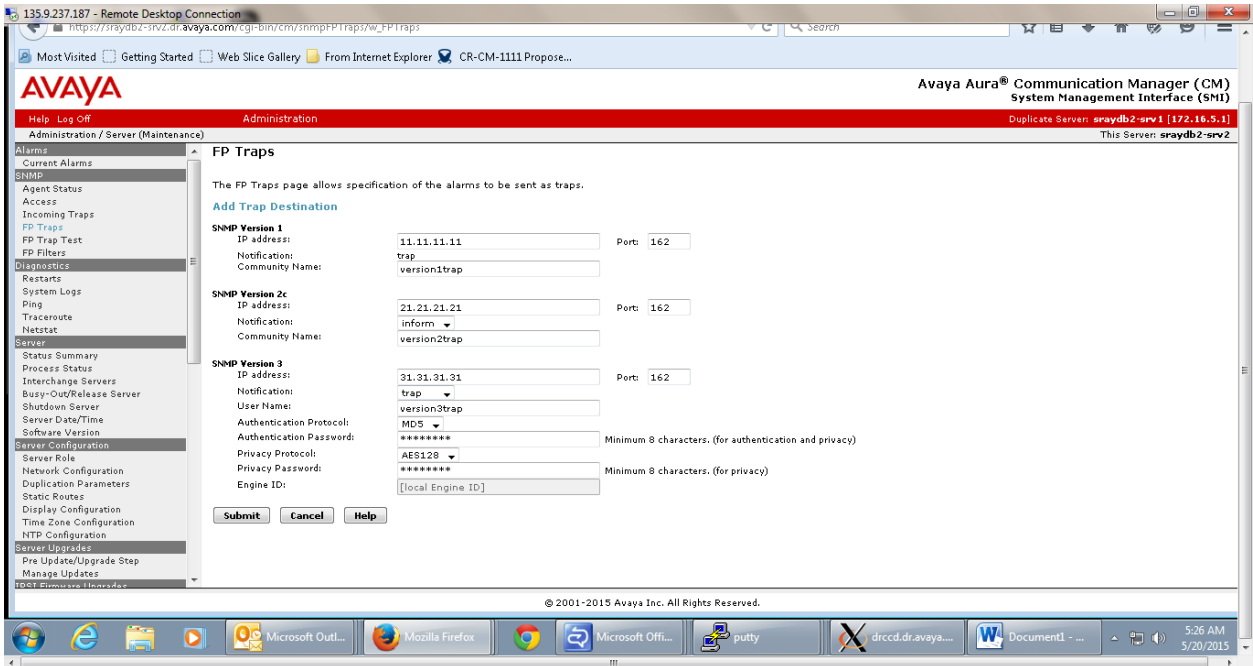 135.9.237.187 - Remote Desktop Connection
https://sraydb2-srv2.dr.avaya.com/cgi-bin/cm/snmpFPTraps/w_FPTraps
Search
Most Visited Getting Started Web Slice Gallery From Internet Explorer CR-CM-1111 Propose...
AVAYA
Avaya Aura® Communication Manager (CM)
System Management Interface (SMI)
Help Log Off Administration
Duplicate Server: sraydb2-srv1 [172.16.5.1]
Administration / Server (Maintenance)
This Server: sraydb2-srv2
Alarms
Current Alarms
SNMP
Agent Status
Access
Incoming Traps
FP Traps
FP Trap Test
FP Filters
Diagnostics
Restarts
System Logs
Ping
Traceroute
Netstat
Server
Status Summary
Process Status
Interchange Servers
Busy-Out/Release Server
Shutdown Server
Server Date/Time
Software Version
Server Configuration
Server Role
Network Configuration
Duplication Parameters
Static Routes
Display Configuration
Time Zone Configuration
NTP Configuration
Server Upgrades
Pre Update/Upgrade Step
Manage Updates
IPSI Firmware Upgrades
FP Traps
The FP Traps page allows specification of the alarms to be sent as traps.
Add Trap Destination
SNMP Version 1
IP address: 11.11.11.11 Port: 162
Notification: trap
Community Name: version1trap
SNMP Version 2c
IP address: 21.21.21.21 Port: 162
Notification: inform
Community Name: version2trap
SNMP Version 3
IP address: 31.31.31.31 Port: 162
Notification: trap
User Name: version3trap
Authentication Protocol: MD5
Authentication Password: ******** Minimum 8 characters. (for authentication and privacy)
Privacy Protocol: AES128
Privacy Password: ******** Minimum 8 characters. (for privacy)
Engine ID: [local Engine ID]
Submit Cancel Help
© 2001-2015 Avaya Inc. All Rights Reserved.
Microsoft Outl... Mozilla Firefox Microsoft Offi... putty drccd.dr.avaya.... Document1 - ...
5:26 AM
5/20/2015